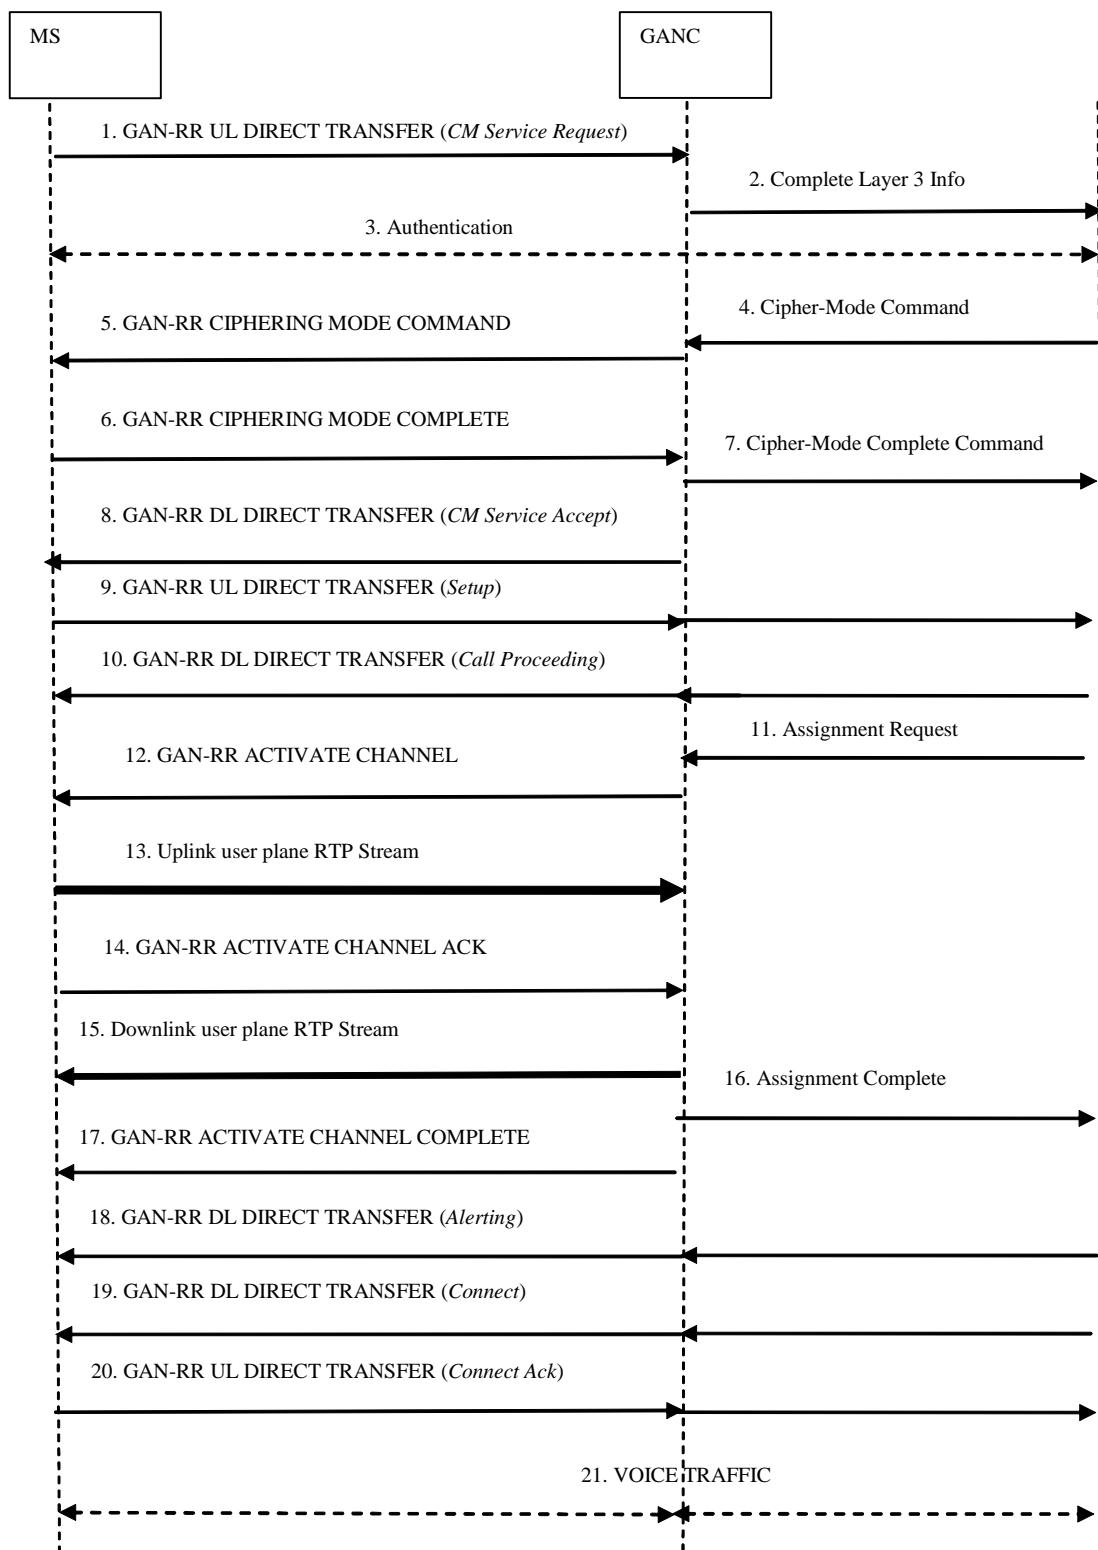 MS
GANC
1. GAN-RR UL DIRECT TRANSFER (CM Service Request)
2. Complete Layer 3 Info
3. Authentication
4. Cipher-Mode Command
5. GAN-RR CIPHERING MODE COMMAND
6. GAN-RR CIPHERING MODE COMPLETE
7. Cipher-Mode Complete Command
8. GAN-RR DL DIRECT TRANSFER (CM Service Accept)
9. GAN-RR UL DIRECT TRANSFER (Setup)
10. GAN-RR DL DIRECT TRANSFER (Call Proceeding)
11. Assignment Request
12. GAN-RR ACTIVATE CHANNEL
13. Uplink user plane RTP Stream
14. GAN-RR ACTIVATE CHANNEL ACK
15. Downlink user plane RTP Stream
16. Assignment Complete
17. GAN-RR ACTIVATE CHANNEL COMPLETE
18. GAN-RR DL DIRECT TRANSFER (Alerting)
19. GAN-RR DL DIRECT TRANSFER (Connect)
20. GAN-RR UL DIRECT TRANSFER (Connect Ack)
21. VOICE TRAFFIC